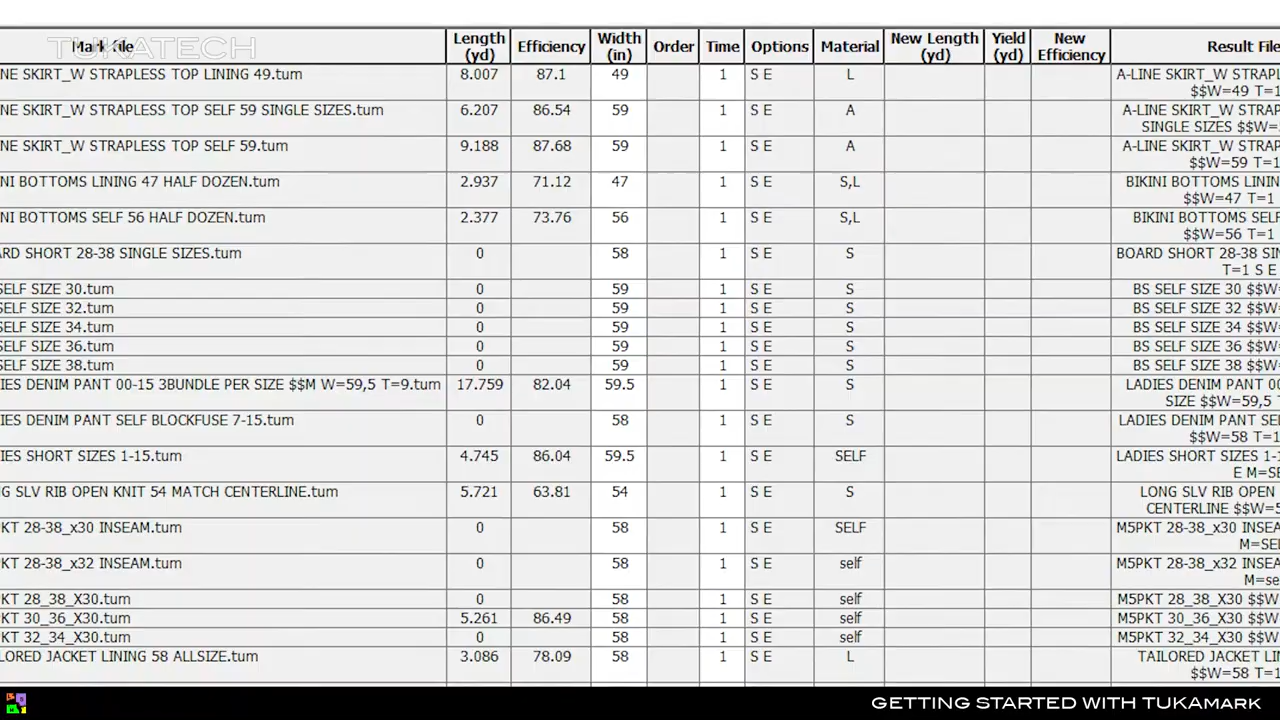 TUKATECH
Mark file Length (yd) Efficiency Width (in) Order Time Options Material New Length (yd) Yield (yd) New Efficiency Result File
LINE SKIRT_W STRAPLESS TOP LINING 49.tum 8.007 87.1 49 1 S E L A-LINE SKIRT_W STRAPL
$$W=49 T=1
NE SKIRT_W STRAPLESS TOP SELF 59 SINGLE SIZES.tum 6.207 86.54 59 1 S E A A-LINE SKIRT_W STRAP
SINGLE SIZES $$W=
NE SKIRT_W STRAPLESS TOP SELF 59.tum 9.188 87.68 59 1 S E A A-LINE SKIRT_W STRAP
$$W=59 T=1
NI BOTTOMS LINING 47 HALF DOZEN.tum 2.937 71.12 47 1 S E S,L BIKINI BOTTOMS LININ
$$W=47 T=1
NI BOTTOMS SELF 56 HALF DOZEN.tum 2.377 73.76 56 1 S E S,L BIKINI BOTTOMS SELF
$$W=56 T=1
ARD SHORT 28-38 SINGLE SIZES.tum 0 58 1 S E S BOARD SHORT 28-38 SIN
T=1 S E
SELF SIZE 30.tum 0 59 1 S E S BS SELF SIZE 30 $$W=
SELF SIZE 32.tum 0 59 1 S E S BS SELF SIZE 32 $$W=
SELF SIZE 34.tum 0 59 1 S E S BS SELF SIZE 34 $$W=
SELF SIZE 36.tum 0 59 1 S E S BS SELF SIZE 36 $$W=
SELF SIZE 38.tum 0 59 1 S E S BS SELF SIZE 38 $$W=
IES DENIM PANT 00-15 3BUNDLE PER SIZE $$M W=59,5 T=9.tum 17.759 82.04 59.5 1 S E S LADIES DENIM PANT 00
SIZE $$W=59,5 T
IES DENIM PANT SELF BLOCKFUSE 7-15.tum 0 58 1 S E S LADIES DENIM PANT SEL
$$W=58 T=1
IES SHORT SIZES 1-15.tum 4.745 86.04 59.5 1 S E SELF LADIES SHORT SIZES 1-1
E M=SE
G SLV RIB OPEN KNIT 54 MATCH CENTERLINE.tum 5.721 63.81 54 1 S E S LONG SLV RIB OPEN
CENTERLINE $$W=5
KT 28-38_x30 INSEAM.tum 0 58 1 S E SELF M5PKT 28-38_x30 INSEA
M=SEL
KT 28-38_x32 INSEAM.tum 0 58 1 S E self M5PKT 28-38_x32 INSEA
M=se
KT 28_38_X30.tum 0 58 1 S E self M5PKT 28_38_X30 $$W
KT 30_36_X30.tum 5.261 86.49 58 1 S E self M5PKT 30_36_X30 $$W
KT 32_34_X30.tum 0 58 1 S E self M5PKT 32_34_X30 $$W
LORED JACKET LINING 58 ALLSIZE.tum 3.086 78.09 58 1 S E L TAILORED JACKET LIN
$$W=58 T=1
GETTING STARTED WITH TUKAMARK